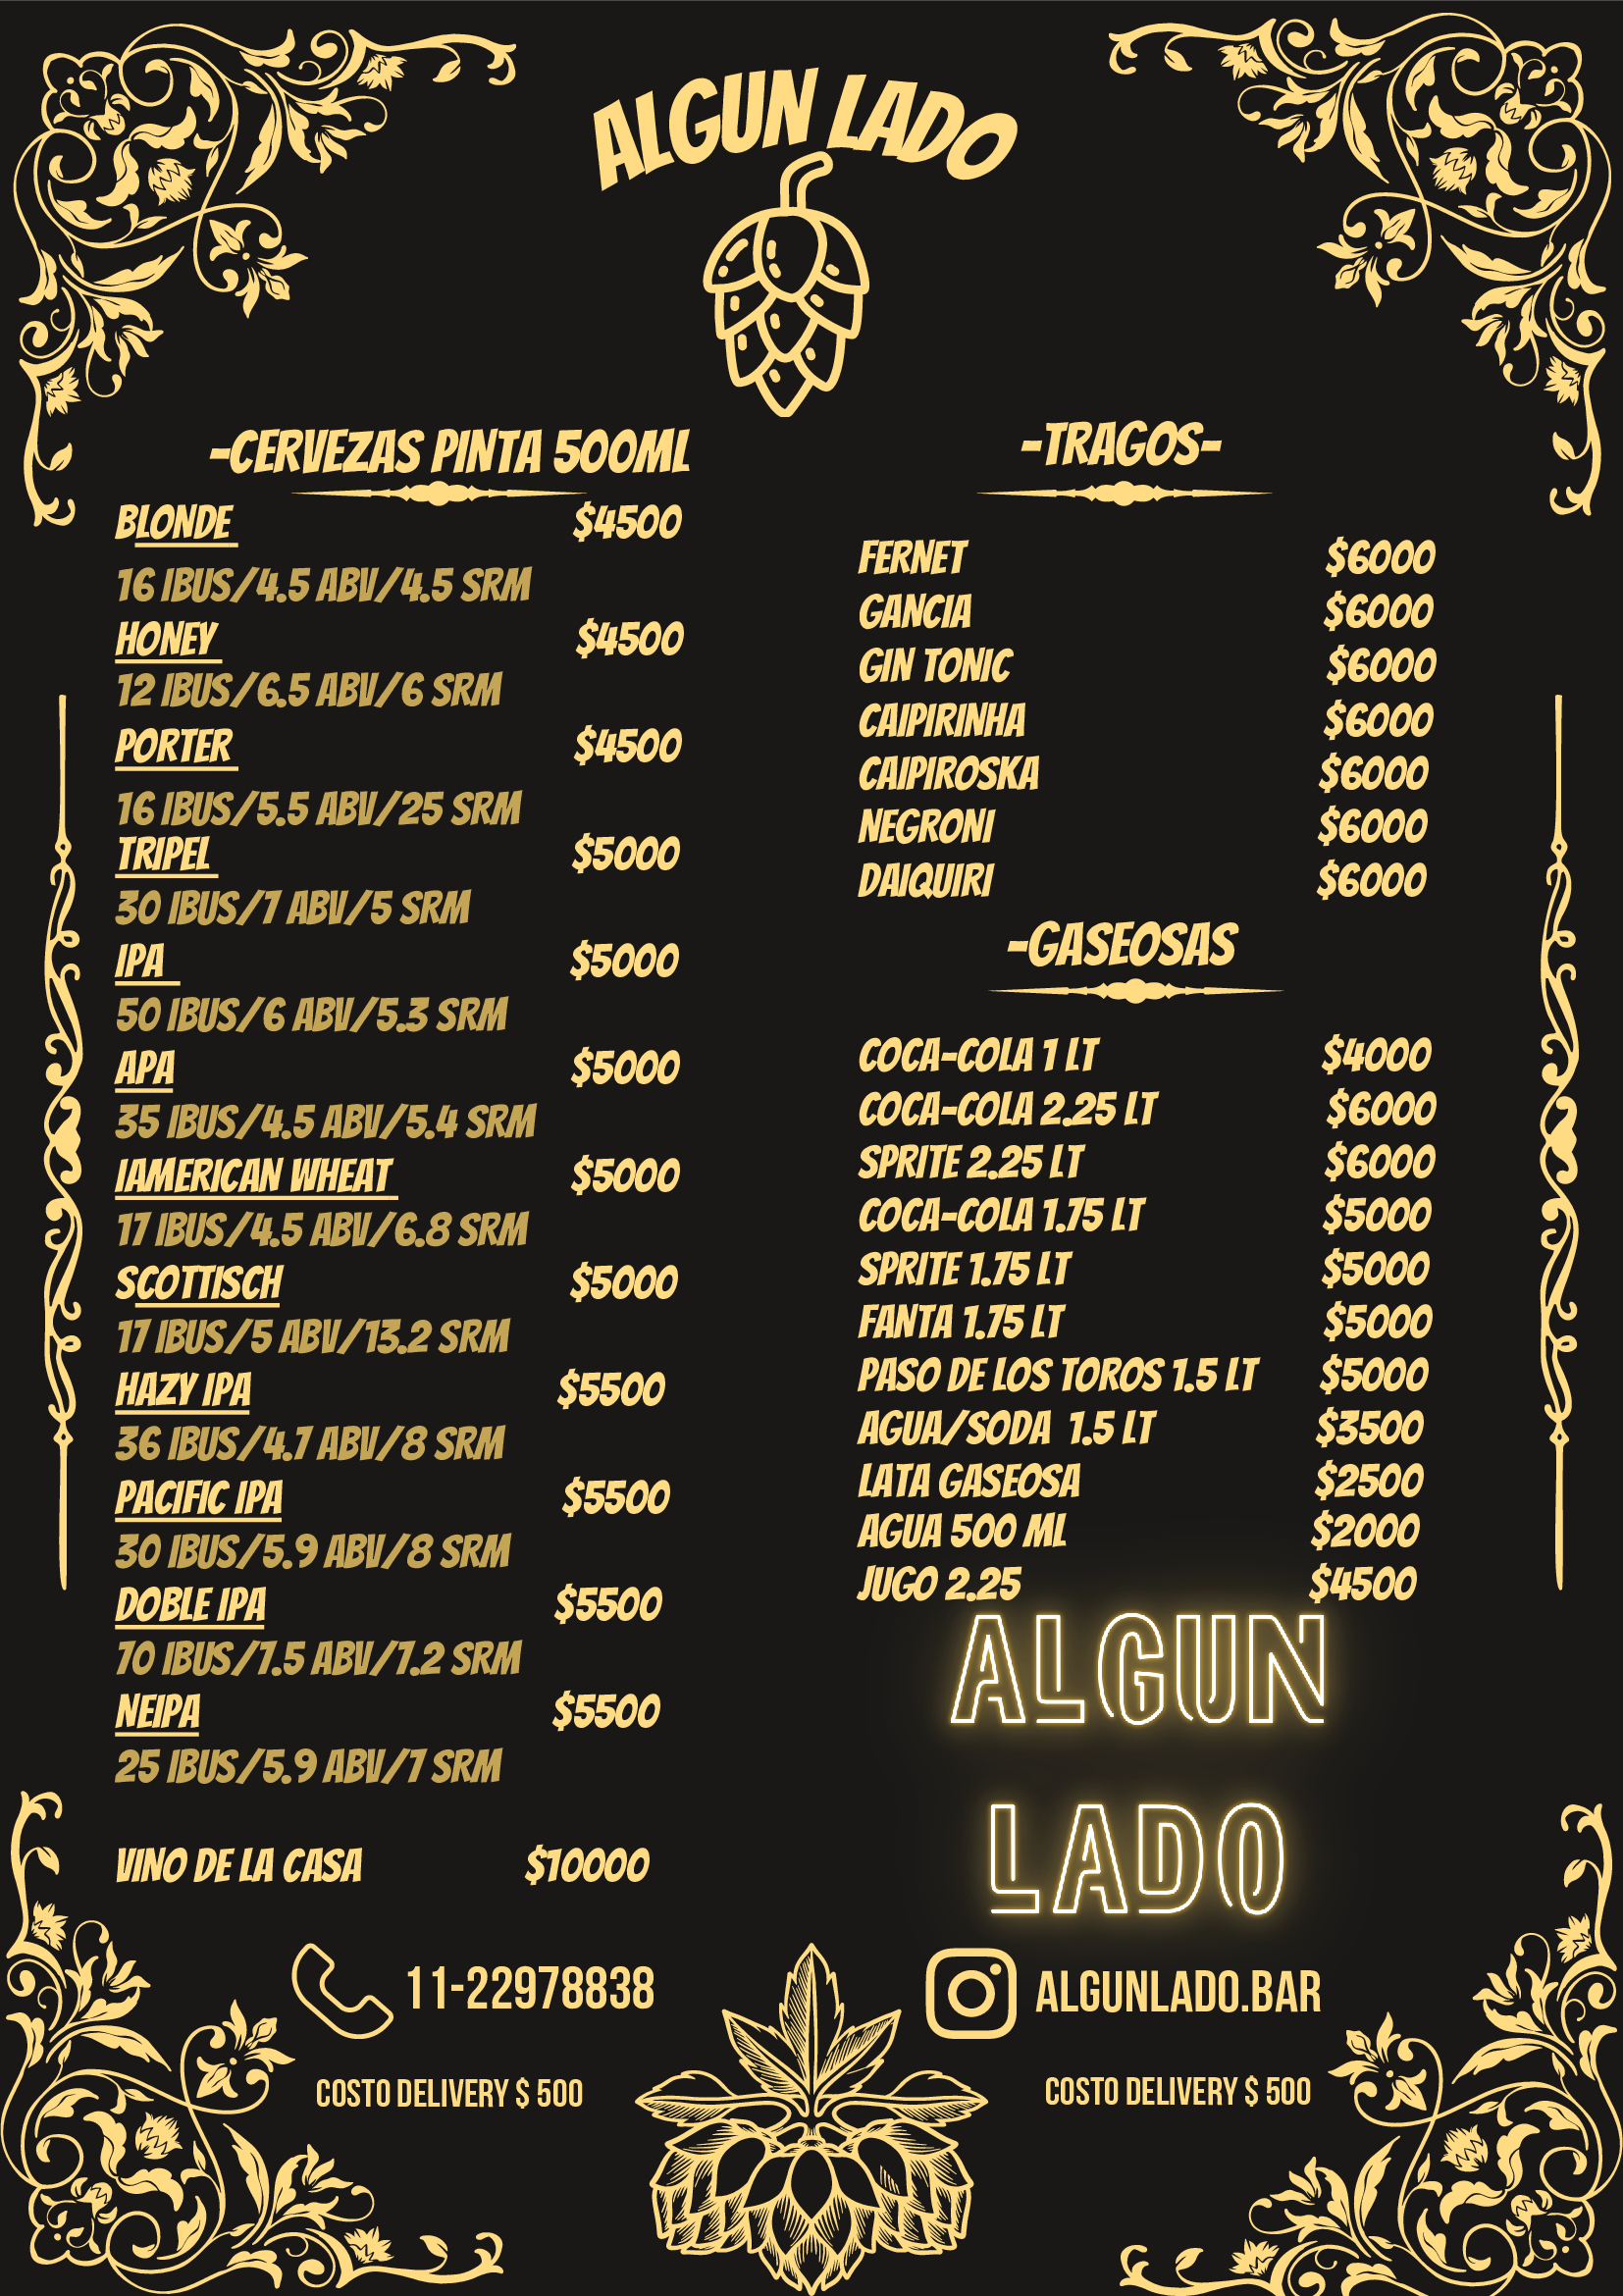 ALGUN LADO
-CERVEZAS PINTA 500ML
BLONDE $4500
16 IBUS/4.5 ABV/4.5 SRM
HONEY $4500
12 IBUS/6.5 ABV/6 SRM
PORTER $4500
16 IBUS/5.5 ABV/25 SRM
TRIPEL $5000
30 IBUS/7 ABV/5 SRM
IPA $5000
50 IBUS/6 ABV/5.3 SRM
APA $5000
35 IBUS/4.5 ABV/5.4 SRM
IAMERICAN WHEAT $5000
17 IBUS/4.5 ABV/6.8 SRM
SCOTTISCH $5000
17 IBUS/5 ABV/13.2 SRM
HAZY IPA $5500
36 IBUS/4.7 ABV/8 SRM
PACIFIC IPA $5500
30 IBUS/5.9 ABV/8 SRM
DOBLE IPA $5500
70 IBUS/7.5 ABV/7.2 SRM
NEIPA $5500
25 IBUS/5.9 ABV/7 SRM
VINO DE LA CASA $10000
-TRAGOS-
FERNET $6000
GANCIA $6000
GIN TONIC $6000
CAIPIRINHA $6000
CAIPIROSKA $6000
NEGRONI $6000
DAIQUIRI $6000
-GASEOSAS
COCA-COLA 1 LT $4000
COCA-COLA 2.25 LT $6000
SPRITE 2.25 LT $6000
COCA-COLA 1.75 LT $5000
SPRITE 1.75 LT $5000
FANTA 1.75 LT $5000
PASO DE LOS TOROS 1.5 LT $5000
AGUA/SODA 1.5 LT $3500
LATA GASEOSA $2500
AGUA 500 ML $2000
JUGO 2.25 $4500
ALGUN
LADO
11-22978838
ALGUNLADO.BAR
COSTO DELIVERY $ 500
COSTO DELIVERY $ 500